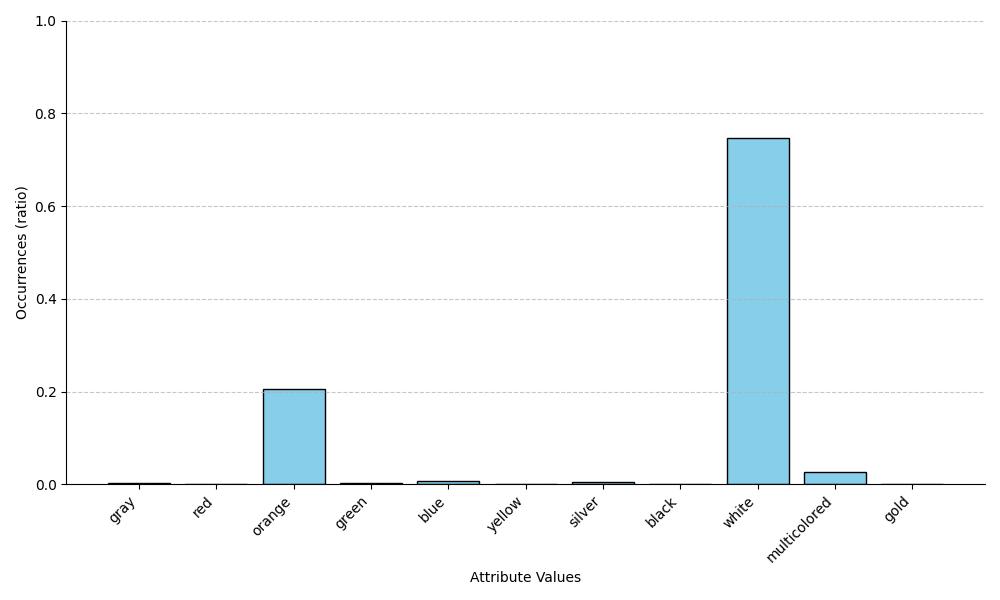 1.0
0.8
0.6
0.4
0.2
0.0
Occurrences (ratio)
gray
red
orange
green
blue
yellow
silver
black
white
multicolored
gold
Attribute Values